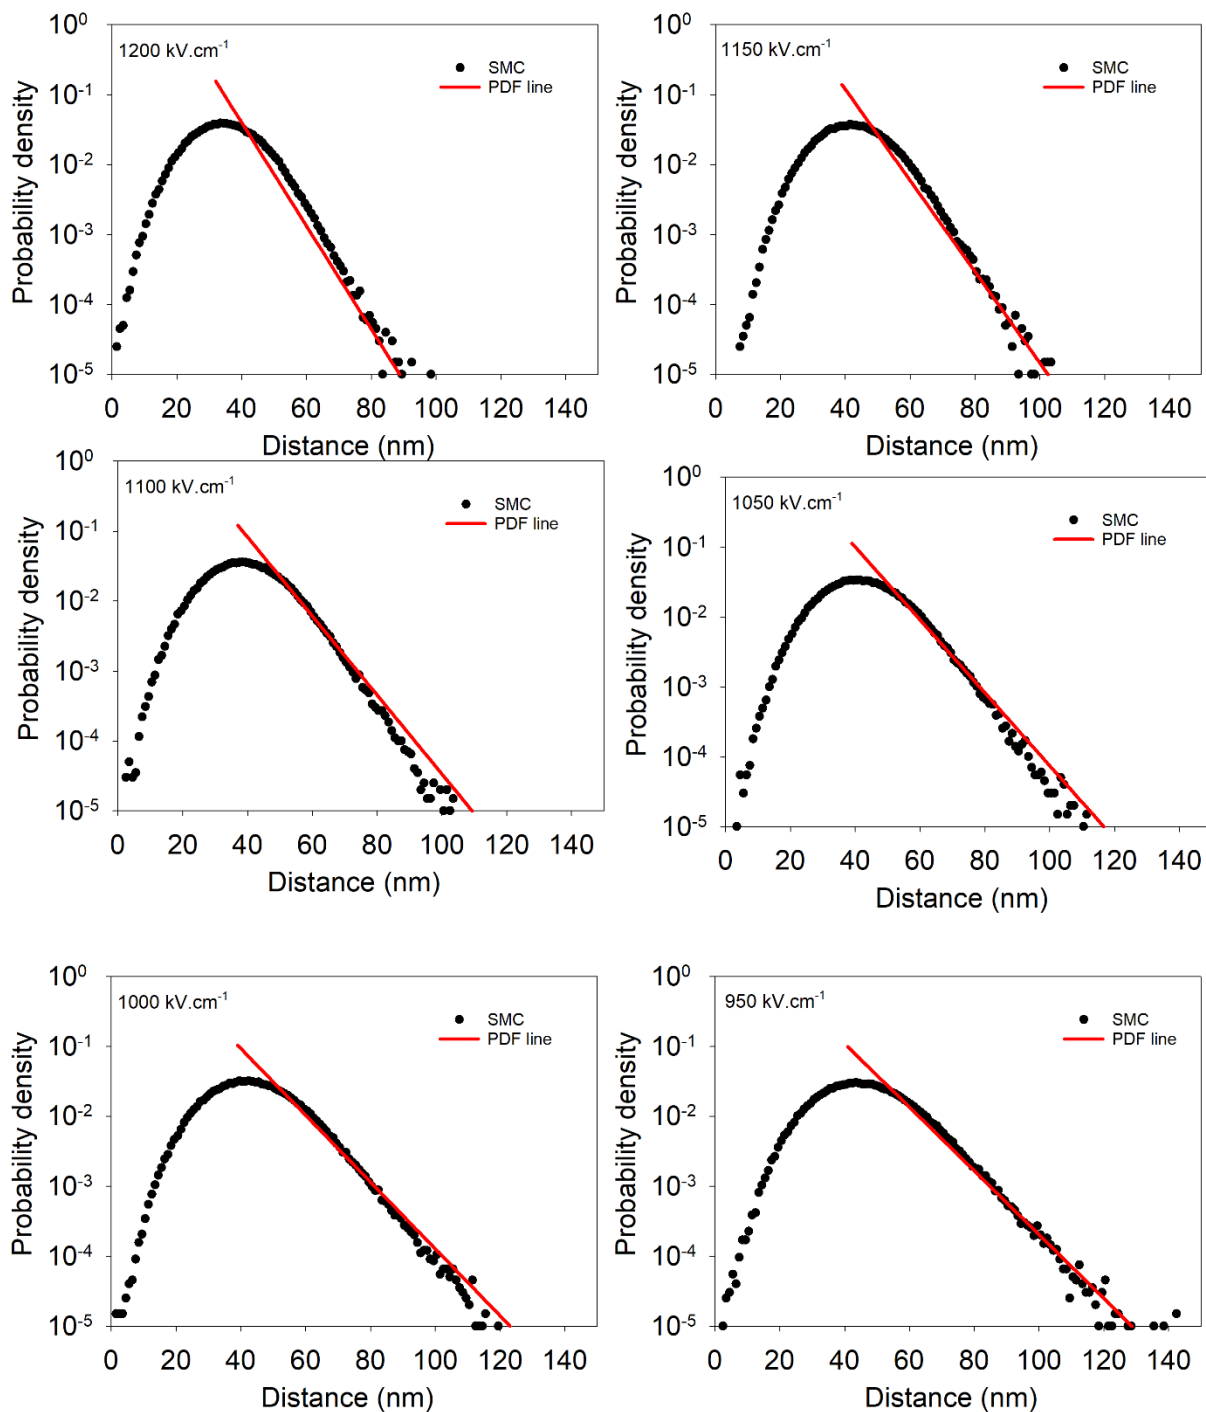 1200 kV.cm⁻¹
SMC
PDF line
Probability density
10⁰
10⁻¹
10⁻²
10⁻³
10⁻⁴
10⁻⁵
0 20 40 60 80 100 120 140
Distance (nm)
1150 kV.cm⁻¹
SMC
PDF line
Probability density
10⁰
10⁻¹
10⁻²
10⁻³
10⁻⁴
10⁻⁵
0 20 40 60 80 100 120 140
Distance (nm)
1100 kV.cm⁻¹
SMC
PDF line
Probability density
10⁰
10⁻¹
10⁻²
10⁻³
10⁻⁴
10⁻⁵
0 20 40 60 80 100 120 140
Distance (nm)
1050 kV.cm⁻¹
SMC
PDF line
Probability density
10⁰
10⁻¹
10⁻²
10⁻³
10⁻⁴
10⁻⁵
0 20 40 60 80 100 120 140
Distance (nm)
1000 kV.cm⁻¹
SMC
PDF line
Probability density
10⁰
10⁻¹
10⁻²
10⁻³
10⁻⁴
10⁻⁵
0 20 40 60 80 100 120 140
Distance (nm)
950 kV.cm⁻¹
SMC
PDF line
Probability density
10⁰
10⁻¹
10⁻²
10⁻³
10⁻⁴
10⁻⁵
0 20 40 60 80 100 120 140
Distance (nm)